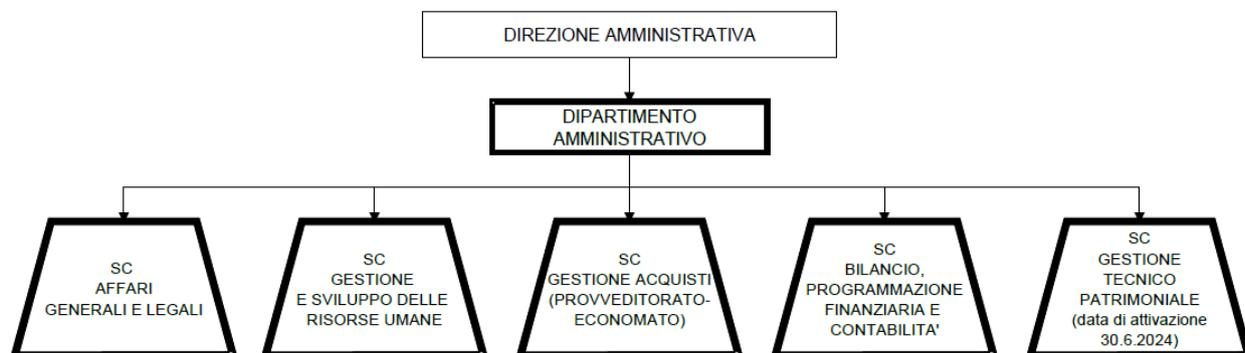 DIREZIONE AMMINISTRATIVA
DIPARTIMENTO
AMMINISTRATIVO
SC
AFFARI
GENERALI E LEGALI
SC
GESTIONE
E SVILUPPO DELLE
RISORSE UMANE
SC
GESTIONE ACQUISTI
(PROVVEDITORATO-
ECONOMATO)
SC
BILANCIO,
PROGRAMMAZIONE
FINANZIARIA E
CONTABILITA'
SC
GESTIONE
TECNICO
PATRIMONIALE
(data di attivazione
30.6.2024)